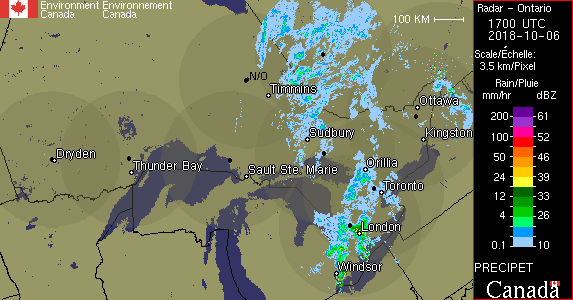 Environment Environnement
Canada Canada
100 KM
N/O
Timmins
Ottawa
Sudbury
Kingston
Dryden
Thunder Bay
Sault Ste. Marie
Orillia
Toronto
London
Windsor
Radar - Ontario
1700 UTC
2018-10-06
Scale/Échelle:
3.5 km/Pixel
Rain/Pluie
mm/hr dBZ
200 61
100 52
50 46
24 39
12 33
4 26
0.1 10
PRECIPET
Canada